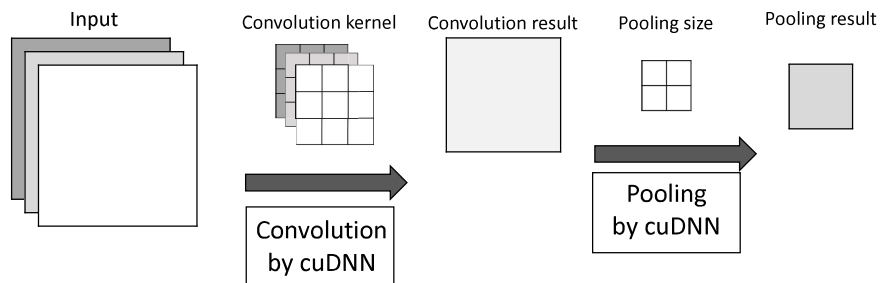 Input
Convolution kernel
Convolution result
Pooling size
Pooling result
Convolution
by cuDNN
Pooling
by cuDNN